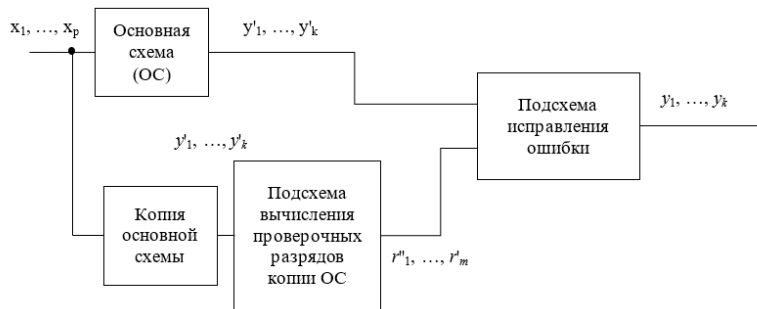 x1, …, xp
Основная
схема
(ОС)
y'1, …, y'k
Подсхема
исправления
ошибки
y1, …, yk
y'1, …, y'k
Копия
основной
схемы
Подсхема
вычисления
проверочных
разрядов
копии ОС
r''1, …, r'm